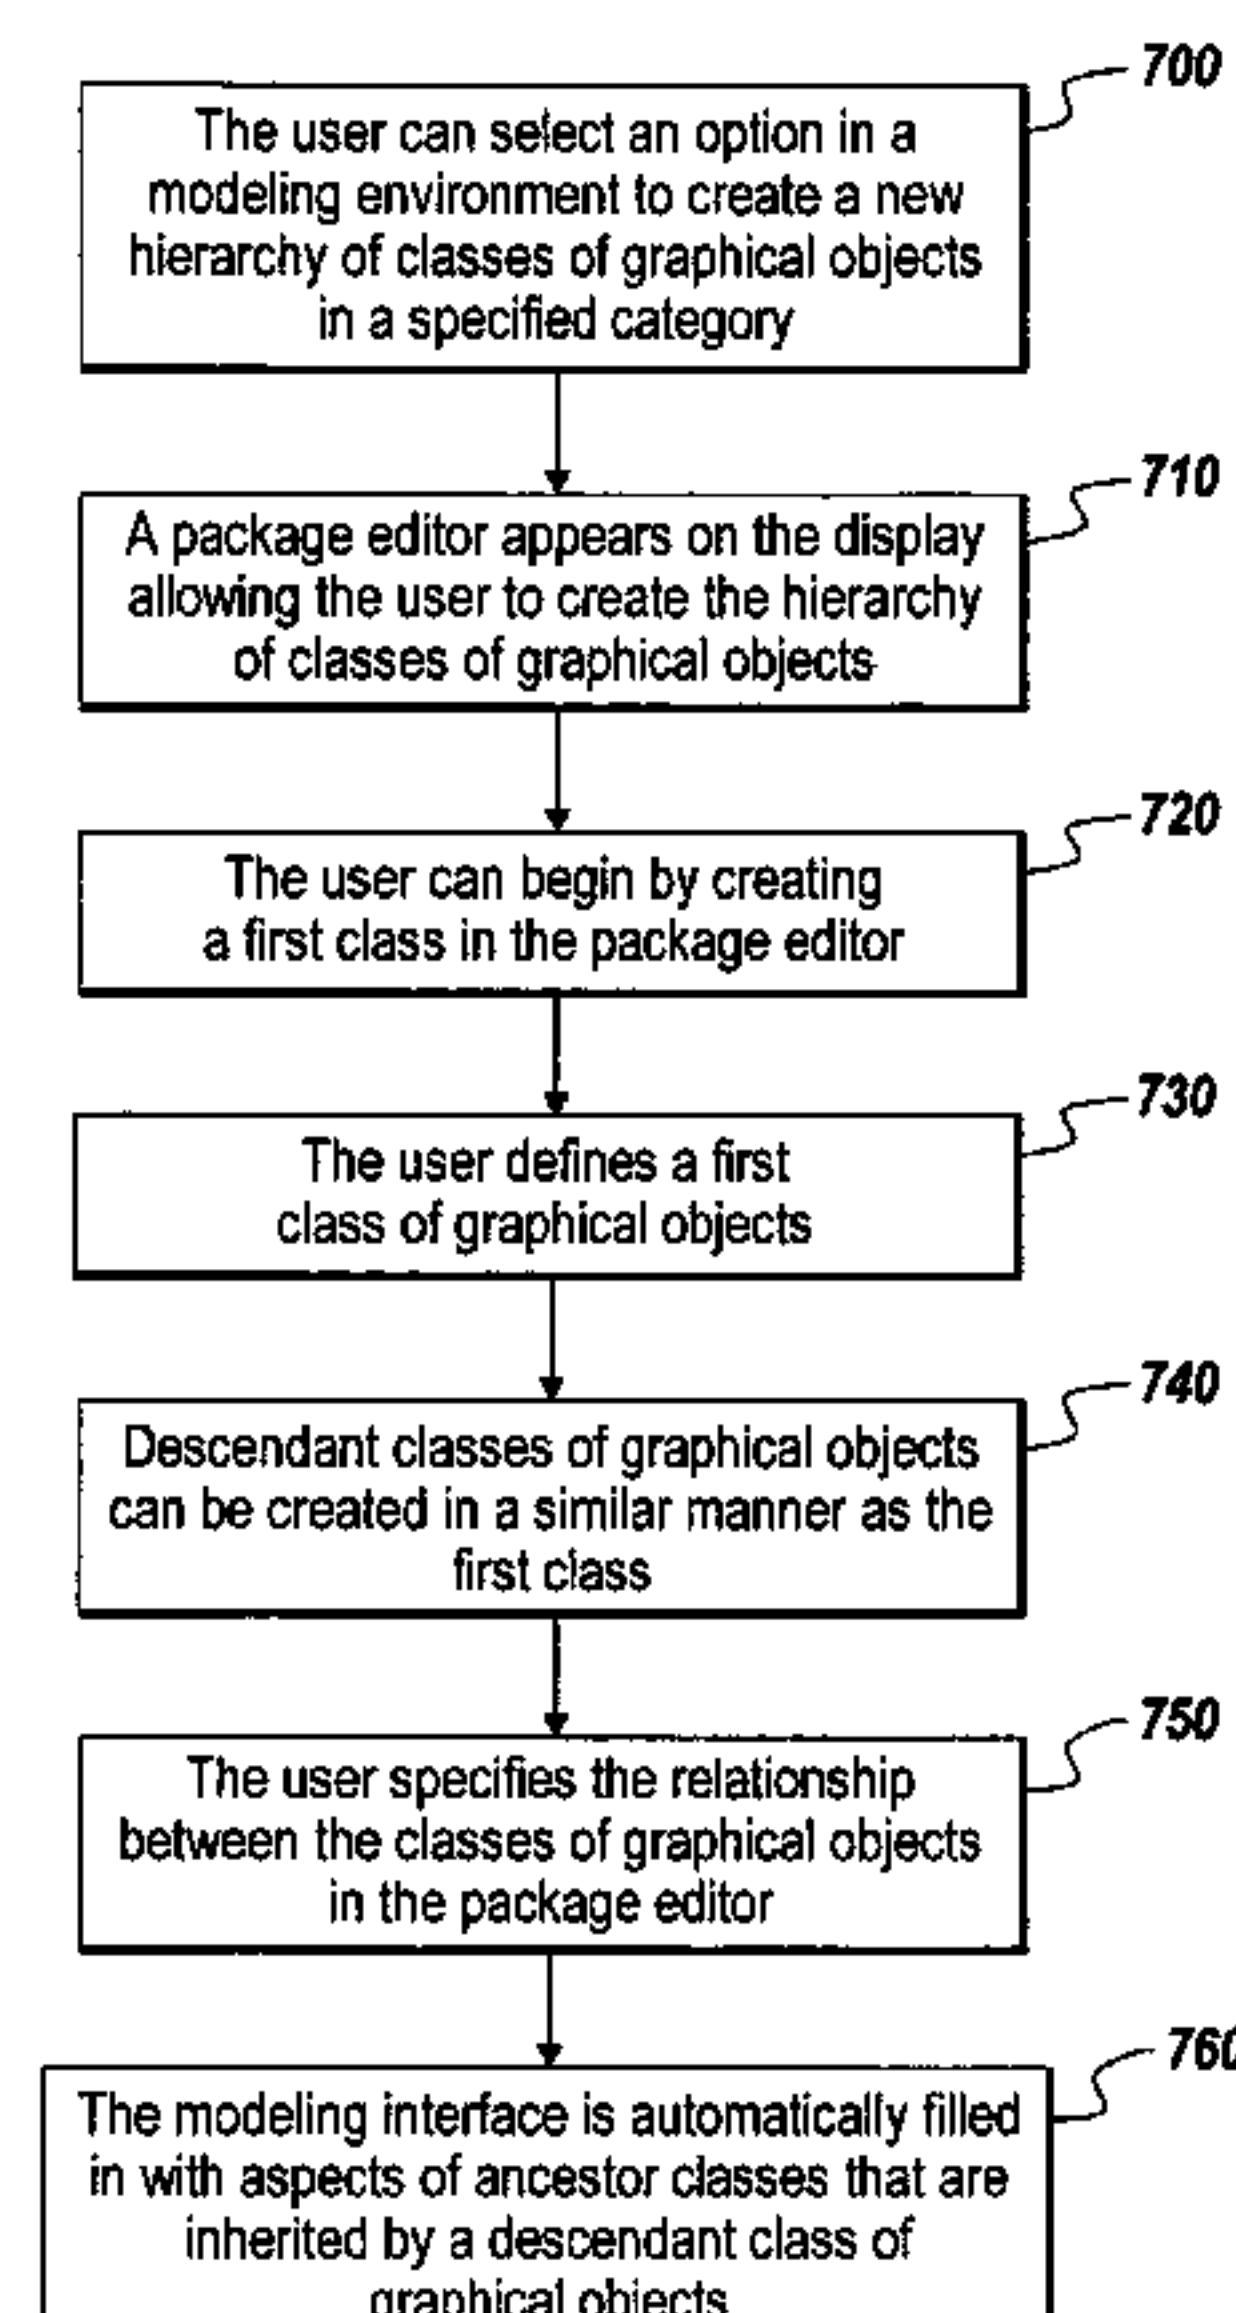 700
The user can select an option in a
modeling environment to create a new
hierarchy of classes of graphical objects
in a specified category
710
A package editor appears on the display
allowing the user to create the hierarchy
of classes of graphical objects
720
The user can begin by creating
a first class in the package editor
730
The user defines a first
class of graphical objects
740
Descendant classes of graphical objects
can be created in a similar manner as the
first class
750
The user specifies the relationship
between the classes of graphical objects
in the package editor
760
The modeling interface is automatically filled
in with aspects of ancestor classes that are
inherited by a descendant class of
graphical objects